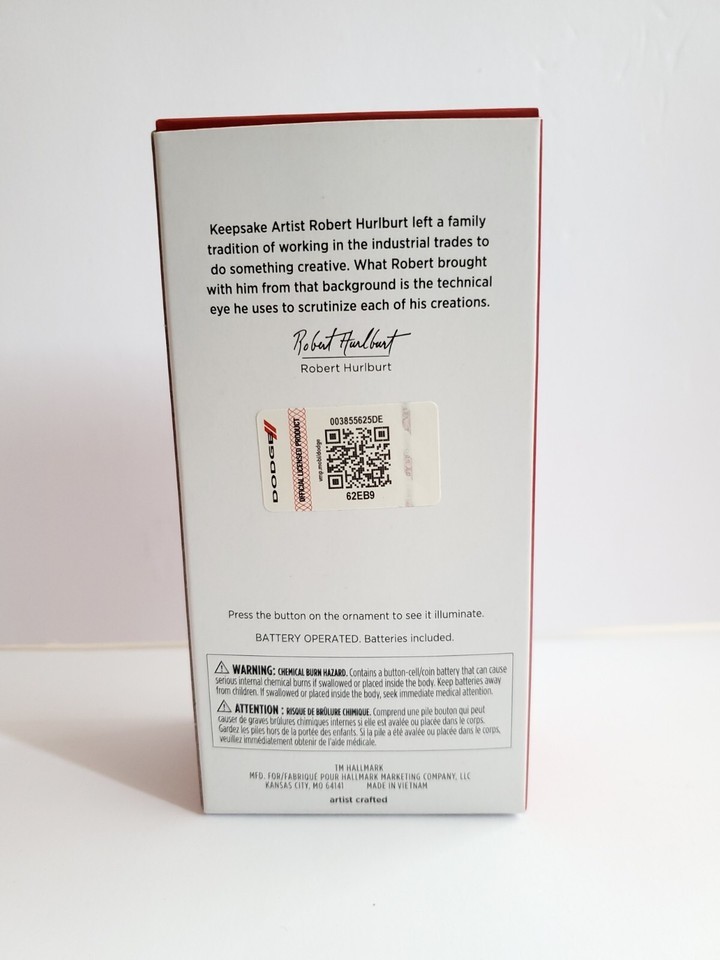 Keepsake Artist Robert Hurlburt left a family
tradition of working in the industrial trades to
do something creative. What Robert brought
with him from that background is the technical
eye he uses to scrutinize each of his creations.
Robert Hurlburt
Robert Hurlburt
DODGE
OFFICIAL LICENSED PRODUCT
vmp.mobi/dodge
003855625DE
62EB9
Press the button on the ornament to see it illuminate.
BATTERY OPERATED. Batteries included.
WARNING: CHEMICAL BURN HAZARD. Contains a button-cell/coin battery that can cause
serious internal chemical burns if swallowed or placed inside the body. Keep batteries away
from children. If swallowed or placed inside the body, seek immediate medical attention.
ATTENTION : RISQUE DE BRÛLURE CHIMIQUE. Comprend une pile bouton qui peut
causer de graves brûlures chimiques internes si elle est avalée ou placée dans le corps.
Gardez les piles hors de la portée des enfants. Si la pile a été avalée ou placée dans le corps,
veuillez immédiatement obtenir de l'aide médicale.
TM HALLMARK
MFD. FOR/FABRIQUÉ POUR HALLMARK MARKETING COMPANY, LLC
KANSAS CITY, MO 64141 MADE IN VIETNAM
artist crafted